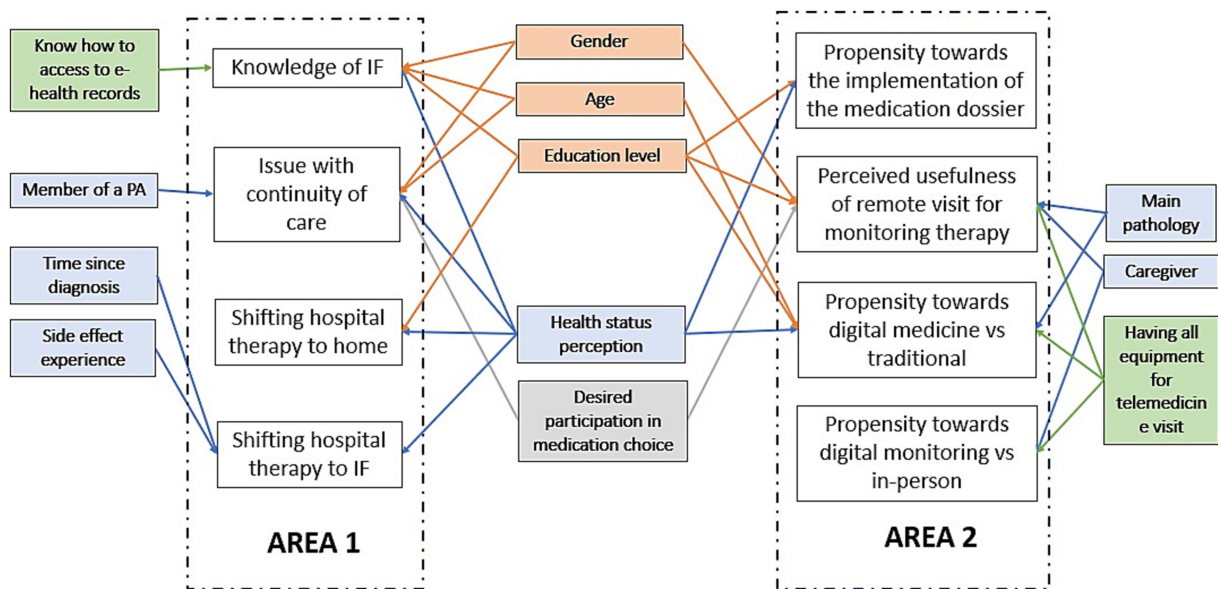 Know how to
access to e-
health records
Member of a PA
Time since
diagnosis
Side effect
experience
Knowledge of IF
Issue with
continuity of
care
Shifting hospital
therapy to home
Shifting hospital
therapy to IF
AREA 1
Gender
Age
Education level
Health status
perception
Desired
participation in
medication choice
Propensity towards
the implementation of
the medication dossier
Perceived usefulness
of remote visit for
monitoring therapy
Propensity towards
digital medicine vs
traditional
Propensity towards
digital monitoring vs
in-person
AREA 2
Main
pathology
Caregiver
Having all
equipment
for
telemedicin
e visit